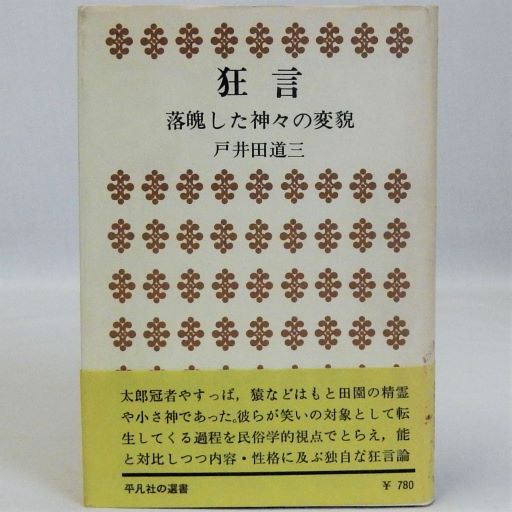 狂言
落魄した神々の変貌
戸井田道三
太郎冠者やすっぱ，猿などはもと田園の精霊
や小さ神であった。彼らが笑いの対象として転
生してくる過程を民俗学的視点でとらえ，能
と対比しつつ内容・性格に及ぶ独自な狂言論
平凡社の選書
￥ 780